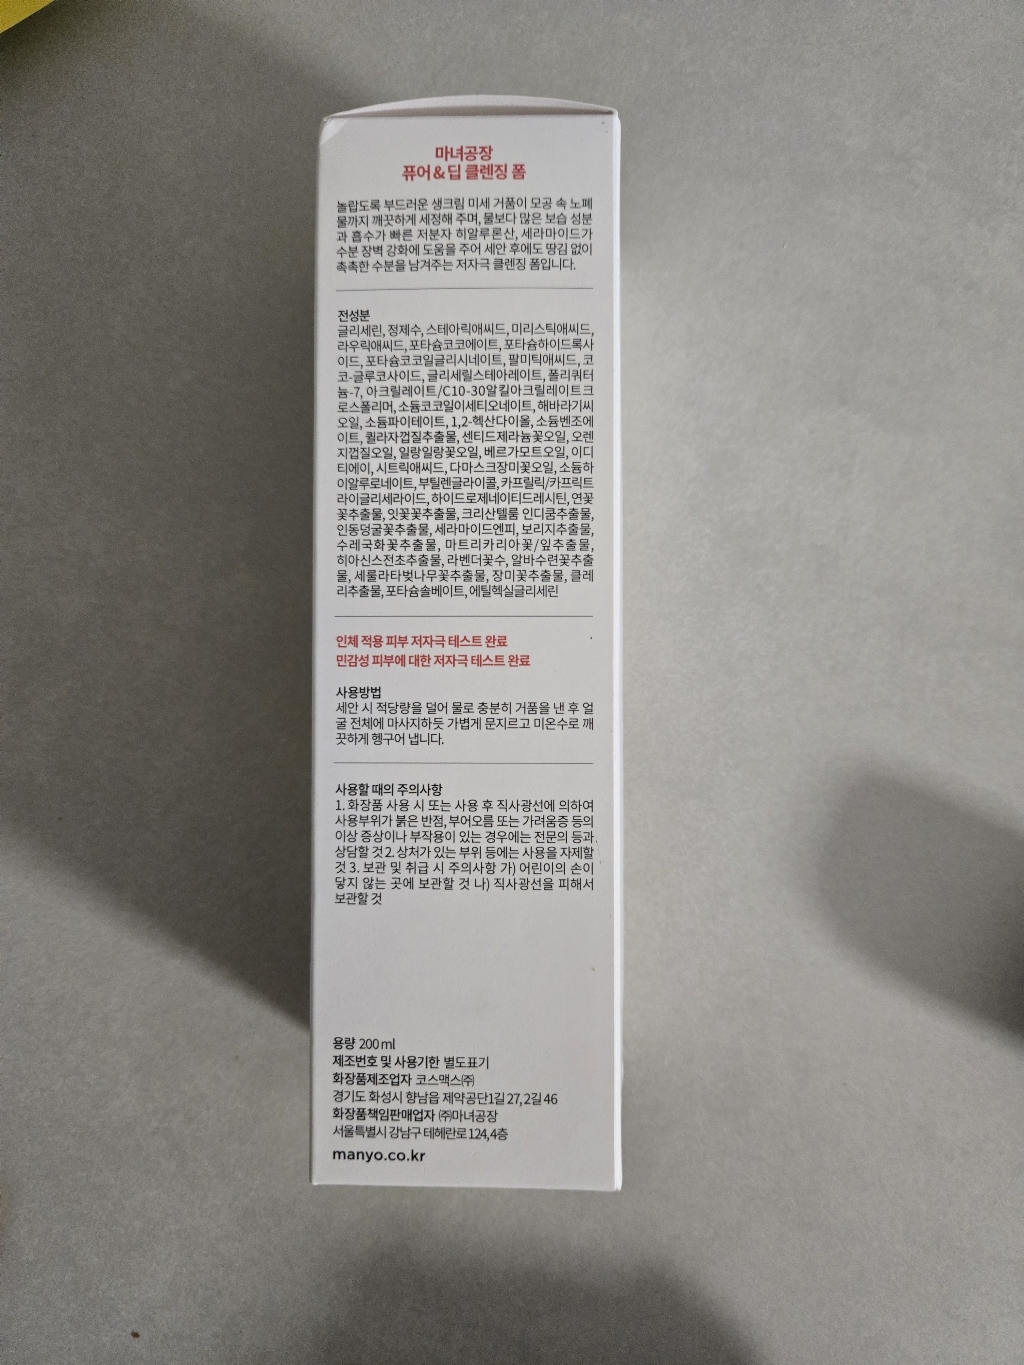 마녀공장
퓨어 & 딥 클렌징 폼
놀랍도록 부드러운 생크림 미세 거품이 모공 속 노폐
물까지 깨끗하게 세정해 주며, 물보다 많은 보습 성분
과 흡수가 빠른 저분자 히알루론산, 세라마이드가
수분 장벽 강화에 도움을 주어 세안 후에도 땅김 없이
촉촉한 수분을 남겨주는 저자극 클렌징 폼입니다.
전성분
글리세린, 정제수, 스테아릭애씨드, 미리스틱애씨드,
라우릭애씨드, 포타슘코코에이트, 포타슘하이드록사
이드, 포타슘코코일글리시네이트, 팔미틱애씨드, 코
코-글루코사이드, 글리세릴스테아레이트, 폴리쿼터
늄-7, 아크릴레이트/C10-30알킬아크릴레이트크
로스폴리머, 소듐코코일이세티오네이트, 해바라기씨
오일, 소듐파이테이트, 1,2-헥산다이올, 소듐벤조에
이트, 퀼라자껍질추출물, 센티드제라늄꽃오일, 오렌
지껍질오일, 일랑일랑꽃오일, 베르가모트오일, 이디
티에이, 시트릭애씨드, 다마스크장미꽃오일, 소듐하
이알루로네이트, 부틸렌글라이콜, 카프릴릭/카프릭트
라이글리세라이드, 하이드로제네이티드레시틴, 연꽃
꽃추출물, 잇꽃꽃추출물, 크리산텔룸 인디쿰추출물,
인동덩굴꽃추출물, 세라마이드엔피, 보리지추출물,
수레국화꽃추출물, 마트리카리아꽃/잎추출물,
히아신스전초추출물, 라벤더꽃수, 알바수련꽃추출
물, 세룰라타벚나무꽃추출물, 장미꽃추출물, 클레
리추출물, 포타슘솔베이트, 에틸헥실글리세린
인체 적용 피부 저자극 테스트 완료
민감성 피부에 대한 저자극 테스트 완료
사용방법
세안 시 적당량을 덜어 물로 충분히 거품을 낸 후 얼
굴 전체에 마사지하듯 가볍게 문지르고 미온수로 깨
끗하게 헹구어 냅니다.
사용할 때의 주의사항
1. 화장품 사용 시 또는 사용 후 직사광선에 의하여
사용부위가 붉은 반점, 부어오름 또는 가려움증 등의
이상 증상이나 부작용이 있는 경우에는 전문의 등과
상담할 것 2. 상처가 있는 부위 등에는 사용을 자제할
것 3. 보관 및 취급 시 주의사항 가) 어린이의 손이
닿지 않는 곳에 보관할 것 나) 직사광선을 피해서
보관할 것
용량 200ml
제조번호 및 사용기한 별도표기
화장품제조업자 코스맥스㈜
경기도 화성시 향남읍 제약공단1길 27, 2길 46
화장품책임판매업자 ㈜마녀공장
서울특별시 강남구 테헤란로 124, 4층
manyo.co.kr